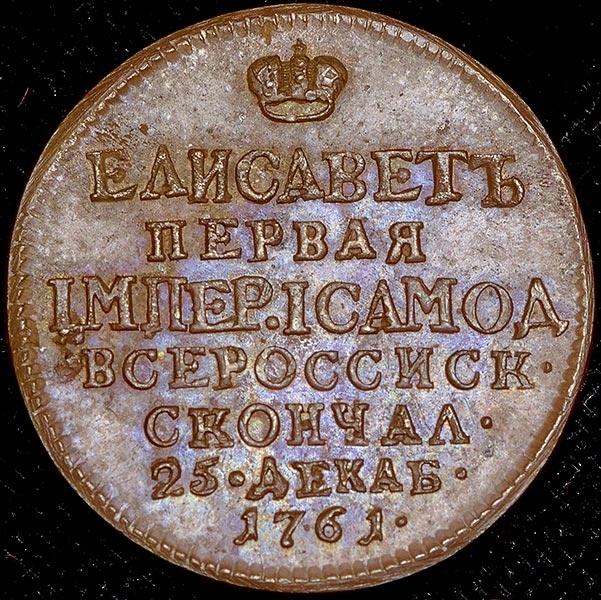 ЕЛИСАВЕТЪ
ПЕРВАЯ
IМПЕР.IСАМОД
ВСЕРОССИСК·
СКОНЧАЛ·
25·ДЕКАБ·
1761·